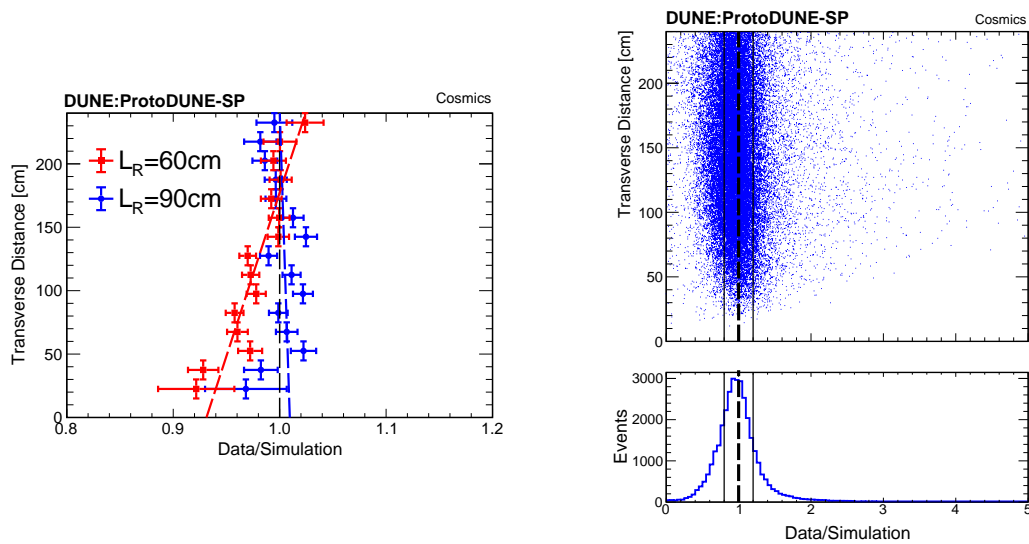 DUNE:ProtoDUNE-SP Cosmics
Transverse Distance [cm]
200
150
100
50
0
L_R=60cm
L_R=90cm
0.8 0.9 1.0 1.1 1.2
Data/Simulation
DUNE:ProtoDUNE-SP Cosmics
Transverse Distance [cm]
200
150
100
50
0
Events
3000
2000
1000
0
0 1 2 3 4 5
Data/Simulation